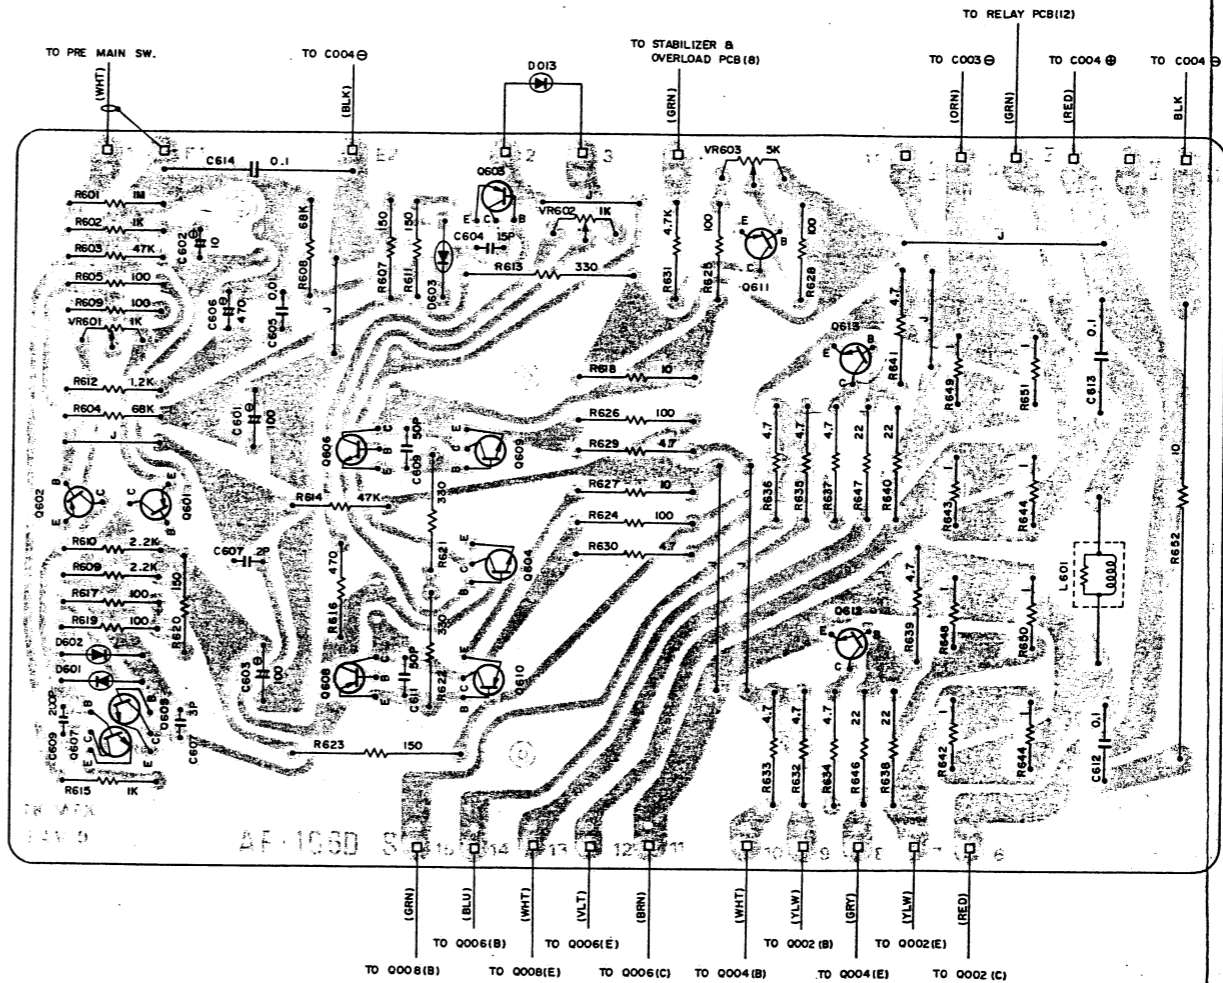 TO RELAY PCB(12)
TO PRE MAIN SW.
TO C004 ⊖
TO STABILIZER &
OVERLOAD PCB(8)
TO C003 ⊖
TO C004 ⊕
TO C004 ⊖
D013
(WHT)
(BLK)
(GRN)
(ORN)
(GRN)
(RED)
BLK
2
3
C614 0.1
Q605
VR603 5K
R601 1M
R602 1K
R603 47K
R605 100
R609 100
VR601 1K
C602 10
C606 470
C605 0.01
R608 68K
J
R607 150
R611 150
D603
E C B
C604 15P
VR602 1K
J
R613 330
R631 4.7K
R625 100
E B C
Q611
R628 100
J
R641 4.7
J
Q613
E B C
R649 1
R651 1
C613 0.1
R612 1.2K
R604 68K
J
C601 100
R618 10
R626 100
R629 4.7
R627 10
R624 100
R630 4.7
Q606
C B E
C609 50P
E C B
Q609
R636 4.7
R635 4.7
R637 4.7
R647 22
R640 22
R643 1
R644 1
R652 10
Q602
B C E
C E B
Q601
R614 47K
R621 330
R610 2.2K
R609 2.2K
R617 100
R619 100
R620 150
C607 2P
R616 470
E C B
Q604
L601
D602
D601
C603 100
Q608
C B E
C611 50P
R622 330
E C B
Q610
Q612
E B C
R639 4.7
R648 1
R650 1
C609 200P
Q607
B C E
B C E
C607 3P
R615 1K
R623 150
R633 4.7
R632 4.7
R634 4.7
R646 22
R638 22
R642 1
R644 1
C612 0.1
AF-106D
15
14
13
12
11
10
9
8
7
6
(GRN)
(BLU)
(WHT)
(VLT)
(BRN)
(WHT)
(YLW)
(GRY)
(YLW)
(RED)
TO Q006(B)
TO Q006(E)
TO Q002(B)
TO Q002(E)
TO Q008(B)
TO Q008(E)
TO Q006(C)
TO Q004(B)
TO Q004(E)
TO Q002(C)